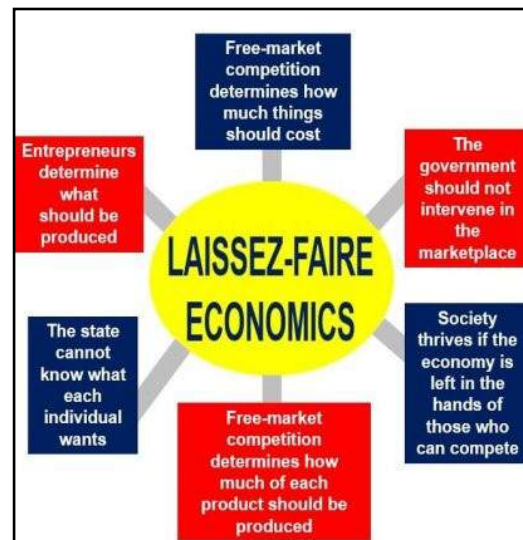 Free-market
competition
determines how
much things
should cost
Entrepreneurs
determine
what
should be
produced
The
government
should not
intervene in
the
marketplace
LAISSEZ-FAIRE
ECONOMICS
The state
cannot
know what
each
individual
wants
Society
thrives if the
economy is
left in the
hands of
those who
can compete
Free-market
competition
determines how
much of each
product should be
produced